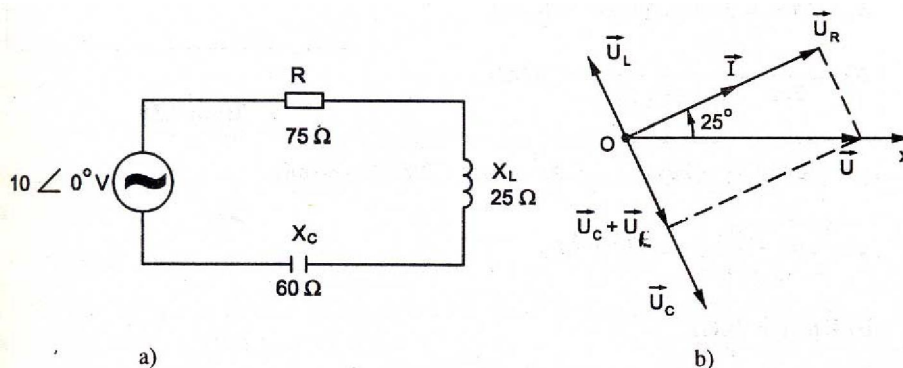 R
75 Ω
10 ∠ 0° V
X_L
25 Ω
X_C
60 Ω
a)
U_L
U_R
I
25°
O
U
x
U_C + U_L
U_C
b)